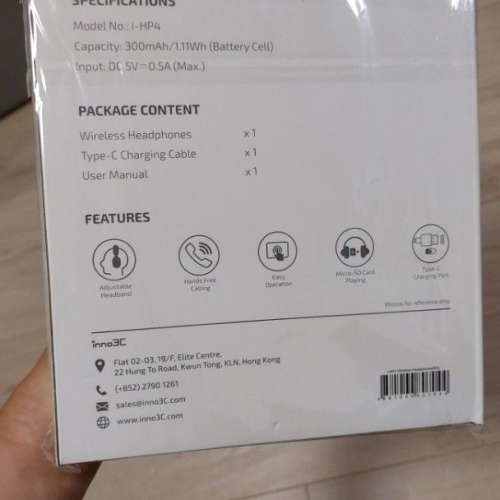 SPECIFICATIONS
Model No.: i-HP4
Capacity: 300mAh/1.11Wh (Battery Cell)
Input: DC 5V⎓0.5A (Max.)
PACKAGE CONTENT
Wireless Headphones x 1
Type-C Charging Cable x 1
User Manual x 1
FEATURES
Adjustable Headband
Hands Free Calling
Easy Operation
Micro-SD Card Playing
Type-C Charging Port
Photos for reference only
inno3C
Flat 02-03, 19/F, Elite Centre,
22 Hung To Road, Kwun Tong, KLN, Hong Kong
(+852) 2790 1261
sales@inno3C.com
www.inno3C.com